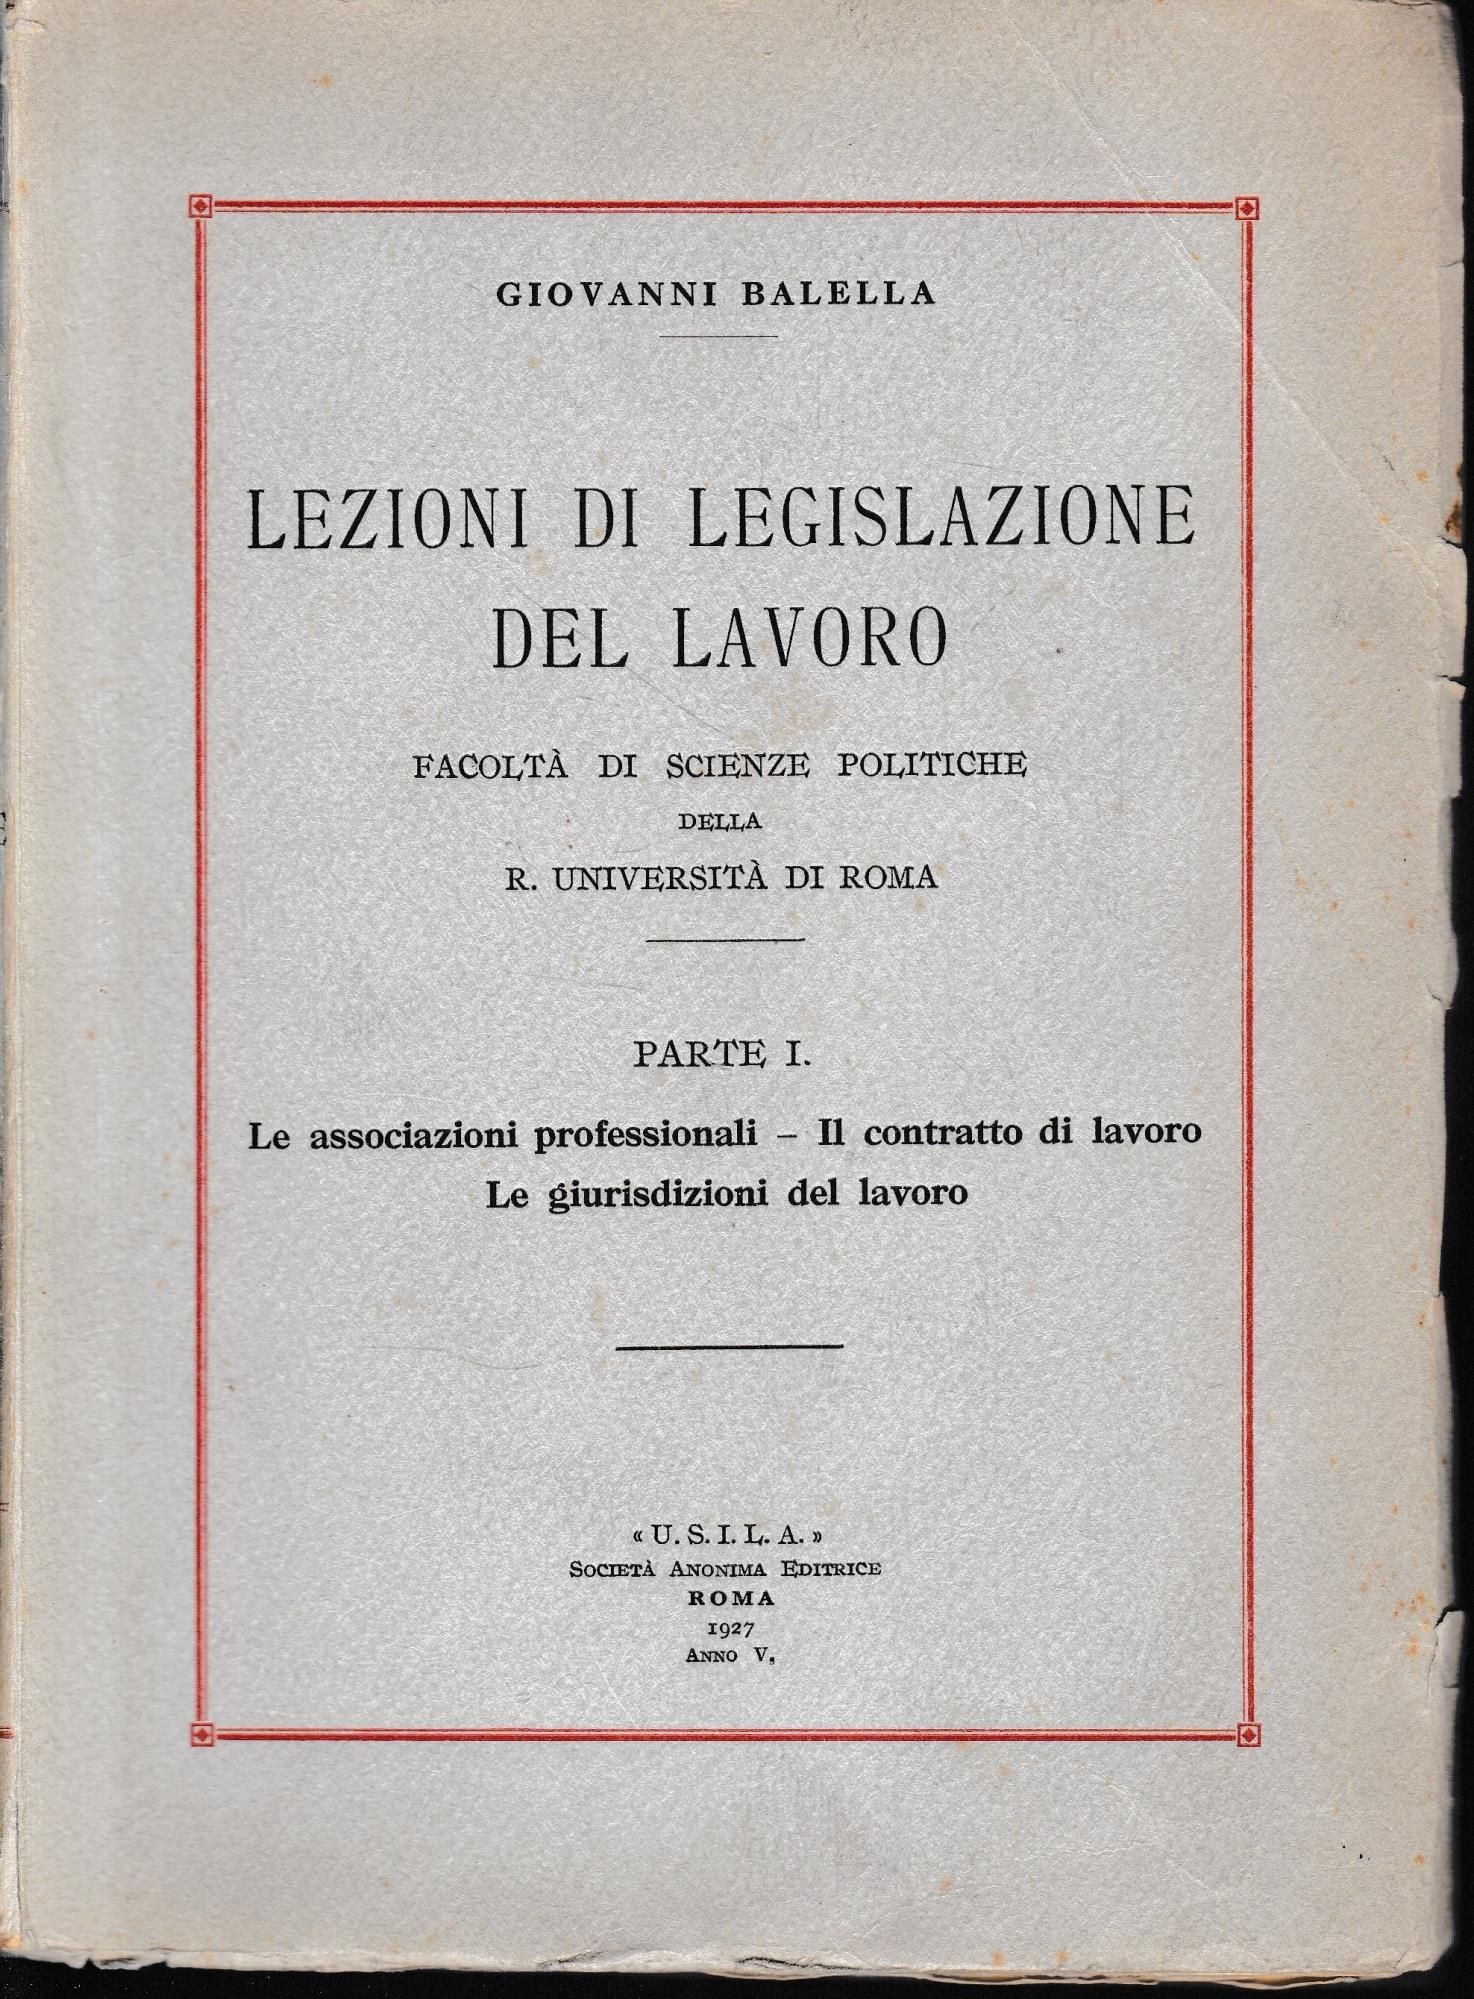 GIOVANNI BALELLA
LEZIONI DI LEGISLAZIONE
DEL LAVORO
FACOLTÀ DI SCIENZE POLITICHE
DELLA
R. UNIVERSITÀ DI ROMA
PARTE I.
Le associazioni professionali – Il contratto di lavoro
Le giurisdizioni del lavoro
« U. S. I. L. A. »
SOCIETÀ ANONIMA EDITRICE
ROMA
1927
ANNO V.